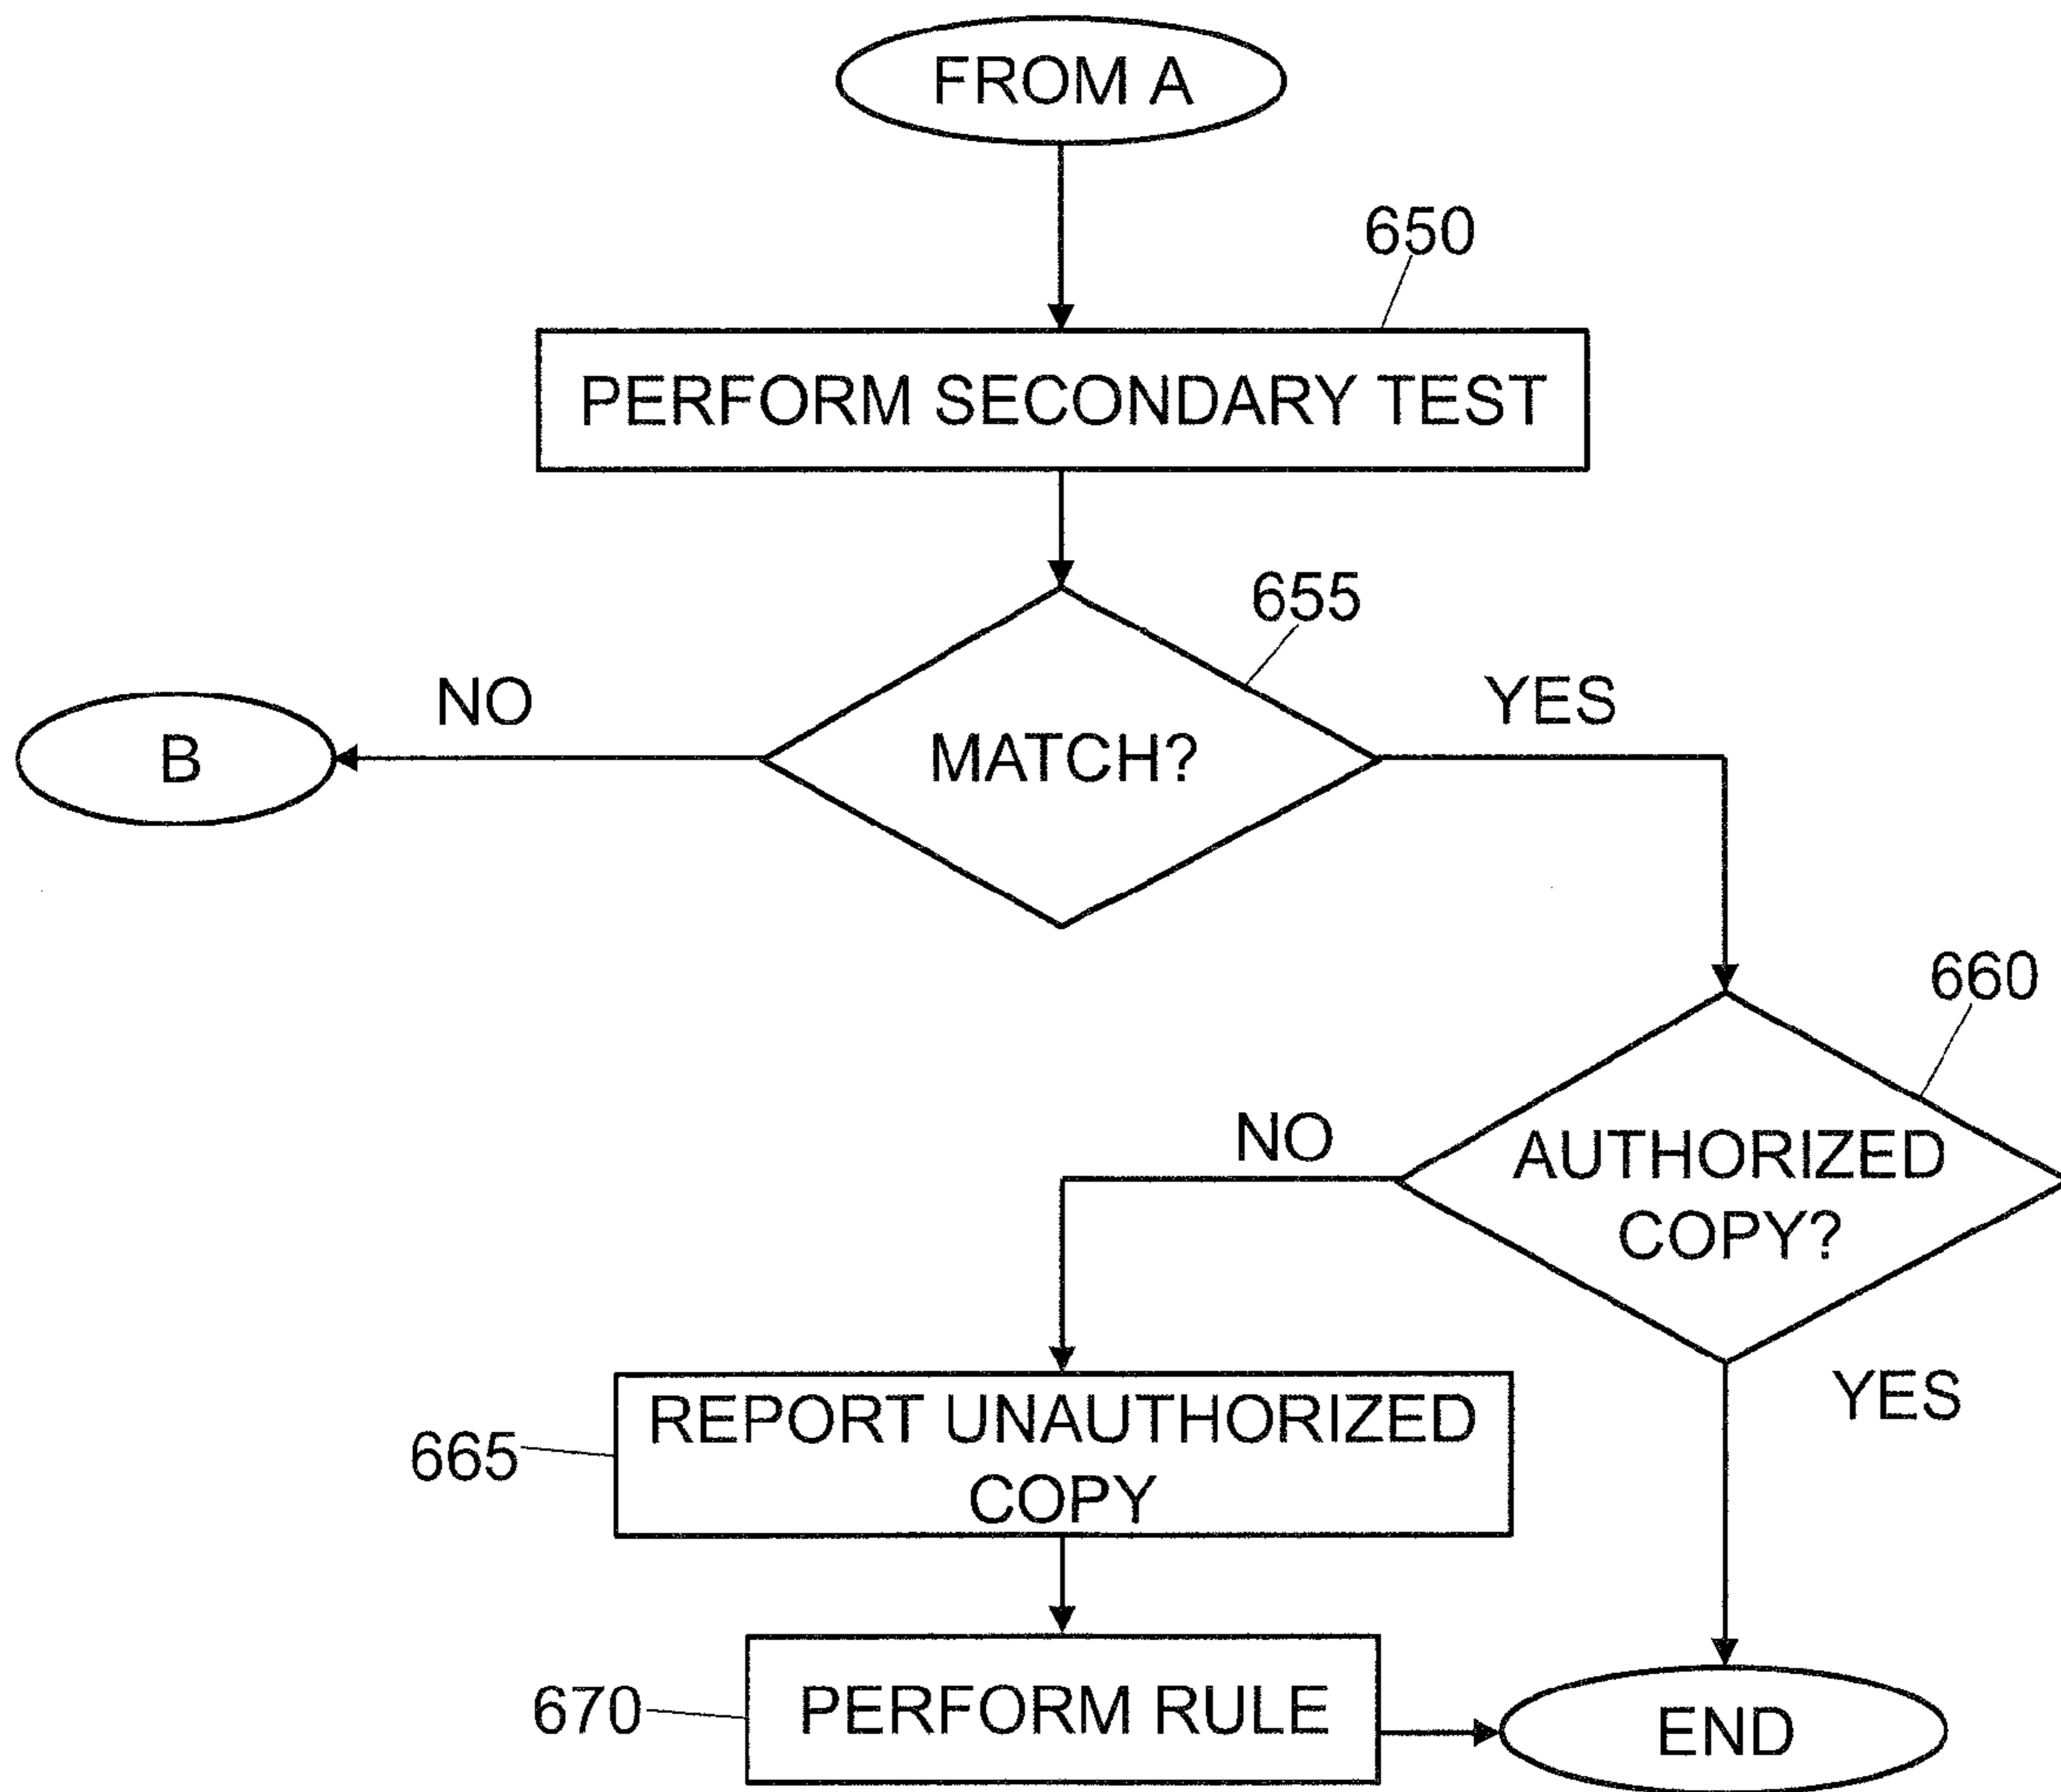 FROM A
650
PERFORM SECONDARY TEST
655
NO
YES
B
MATCH?
660
NO
AUTHORIZED
COPY?
YES
REPORT UNAUTHORIZED
COPY
665
670
PERFORM RULE
END